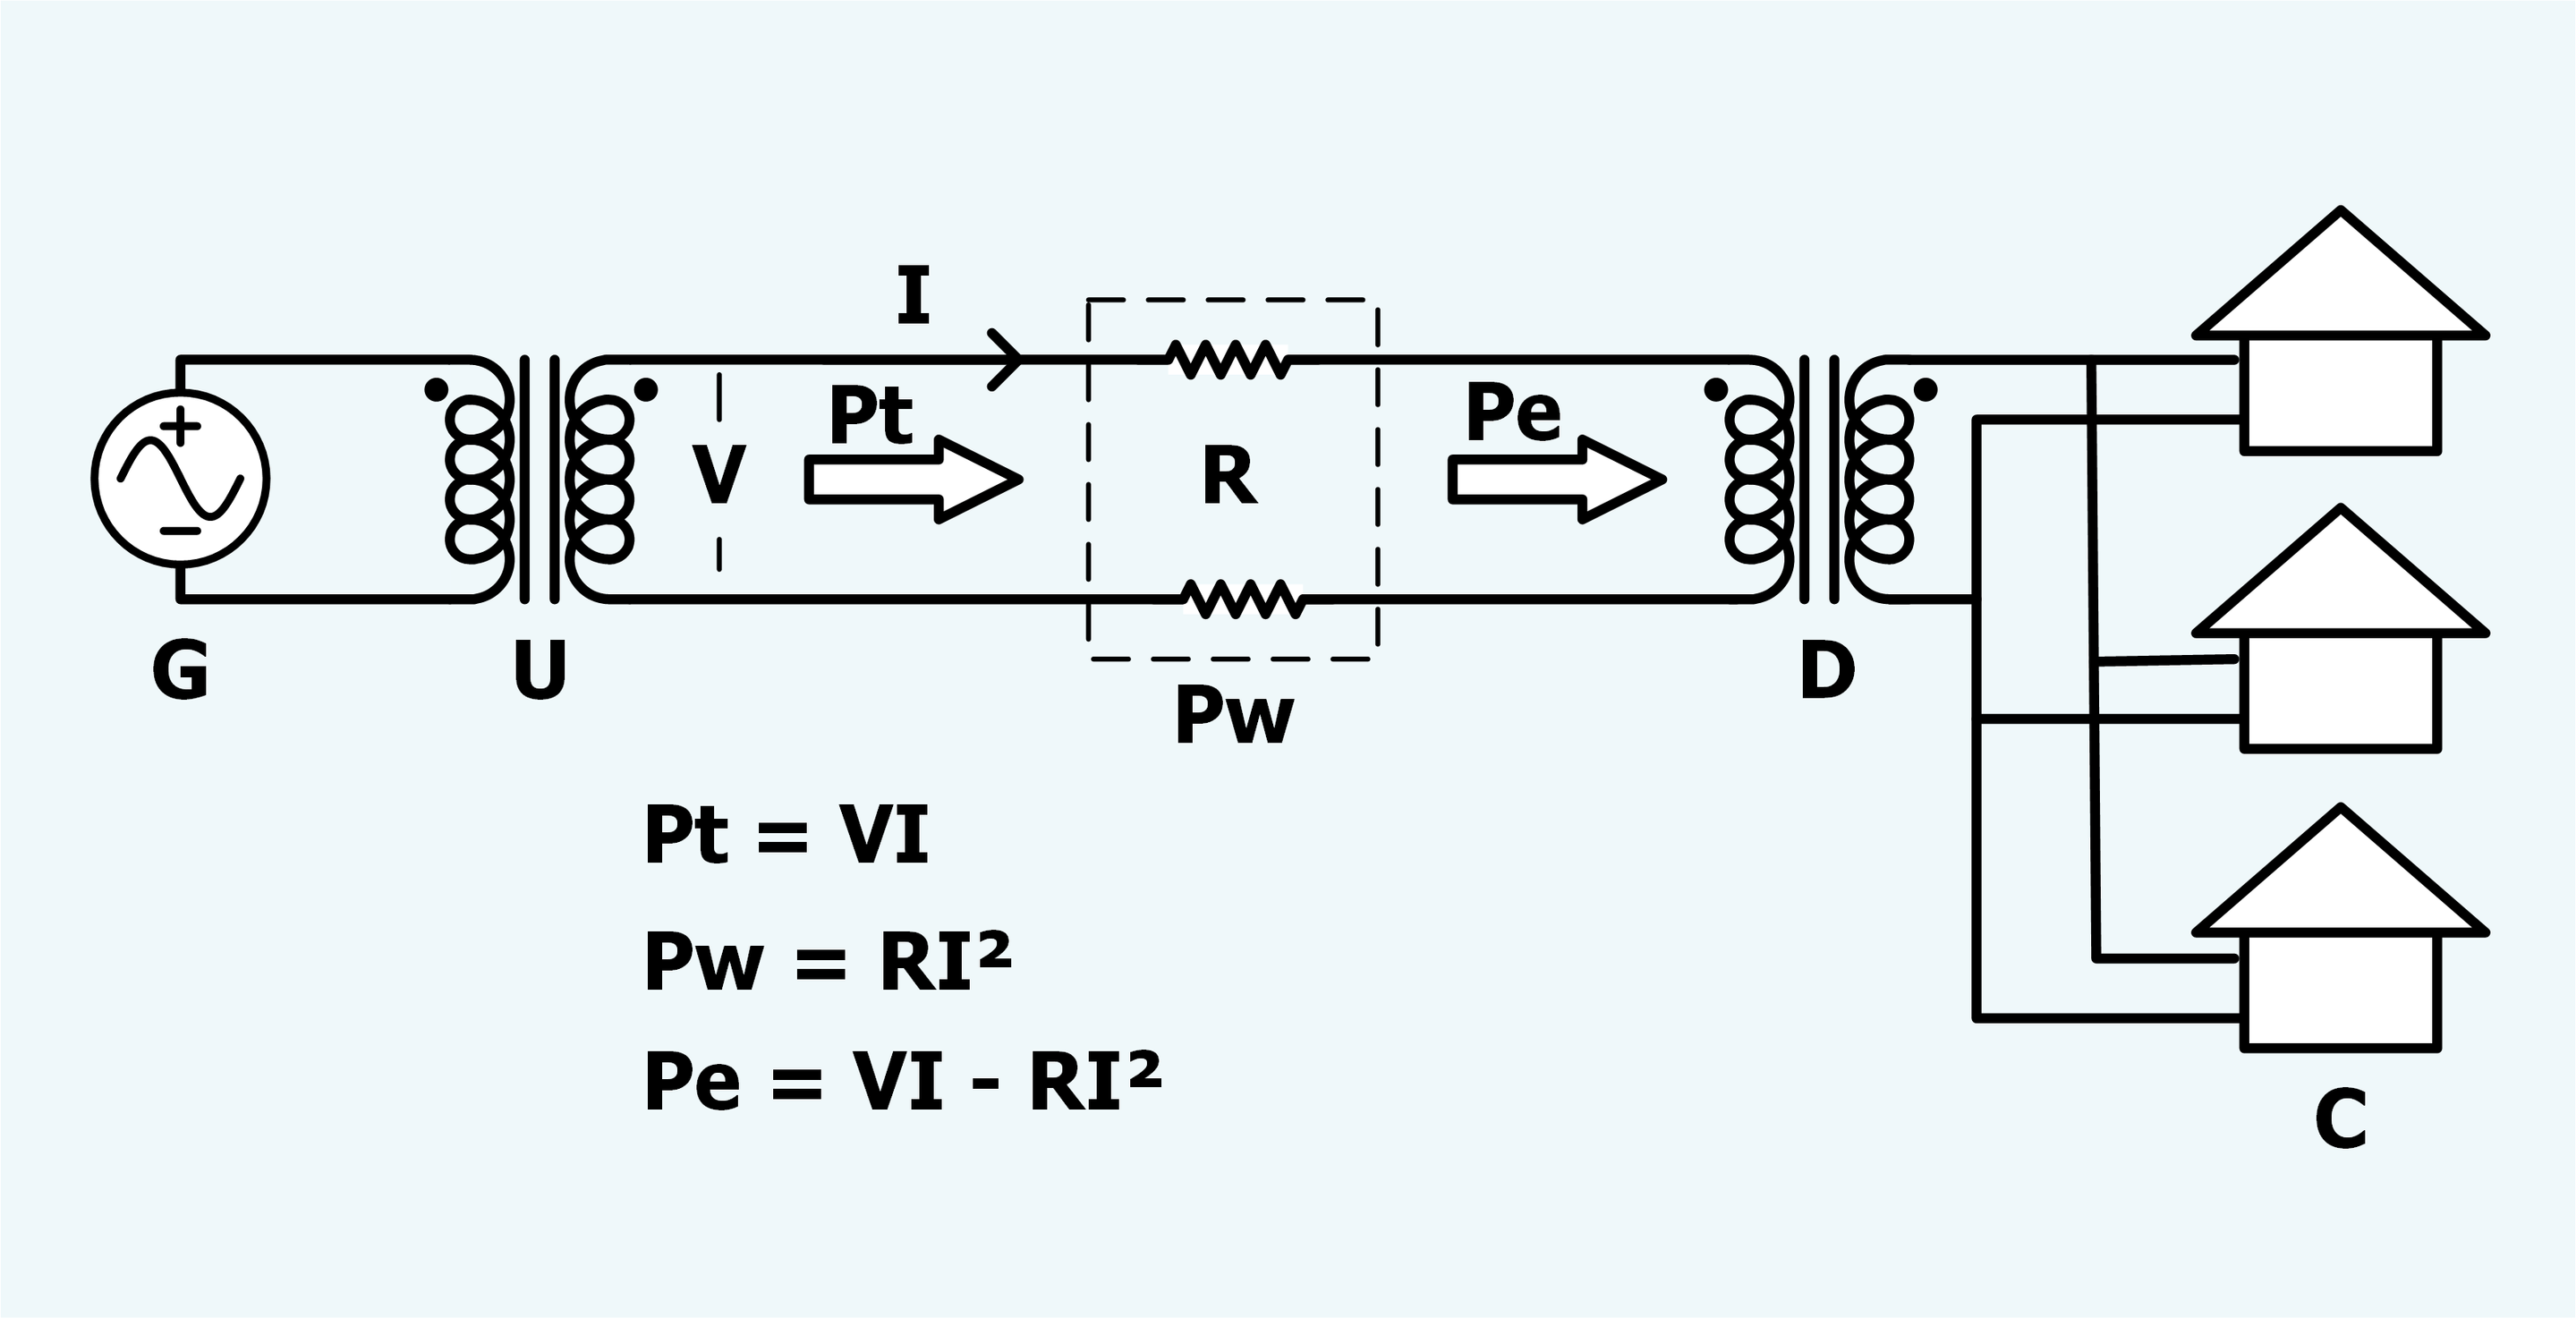 I
Pt
Pe
V
R
G
U
D
Pw
Pt = VI
Pw = RI²
Pe = VI - RI²
C